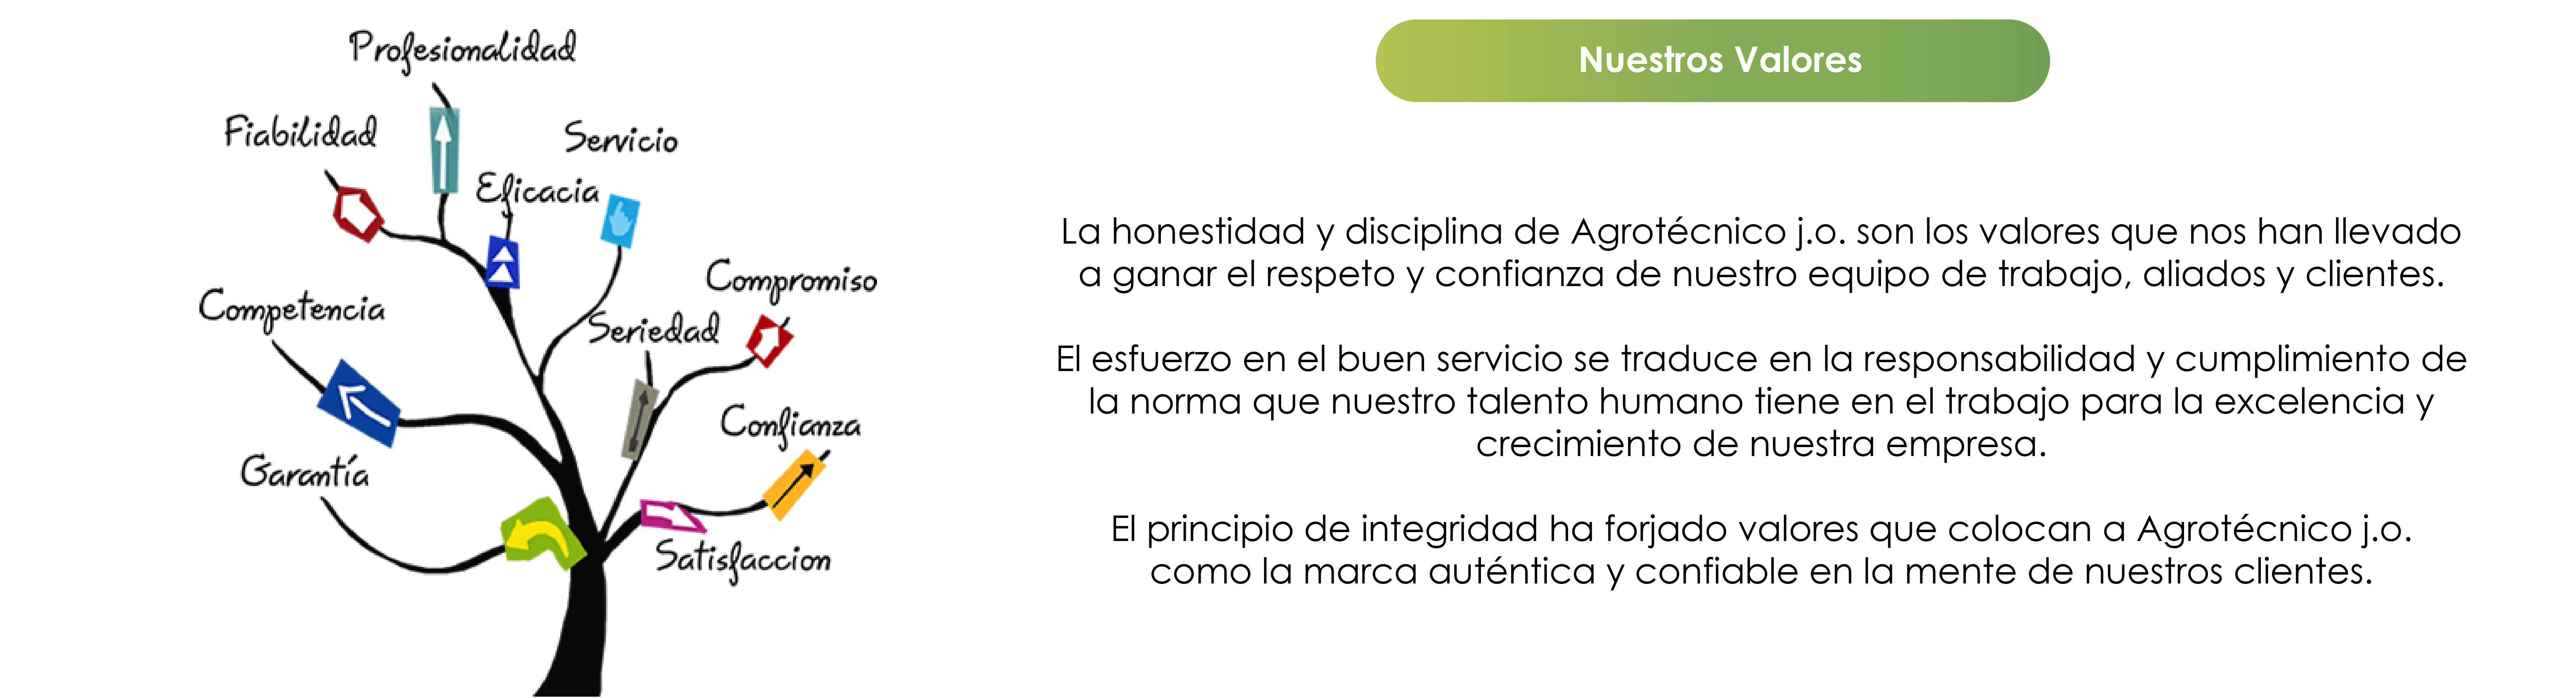 Profesionalidad
Fiabilidad
Servicio
Eficacia
Compromiso
Competencia
Seriedad
Confianza
Garantía
Satisfaccion
Nuestros Valores
La honestidad y disciplina de Agrotécnico j.o. son los valores que nos han llevado
a ganar el respeto y confianza de nuestro equipo de trabajo, aliados y clientes.
El esfuerzo en el buen servicio se traduce en la responsabilidad y cumplimiento de
la norma que nuestro talento humano tiene en el trabajo para la excelencia y
crecimiento de nuestra empresa.
El principio de integridad ha forjado valores que colocan a Agrotécnico j.o.
como la marca auténtica y confiable en la mente de nuestros clientes.